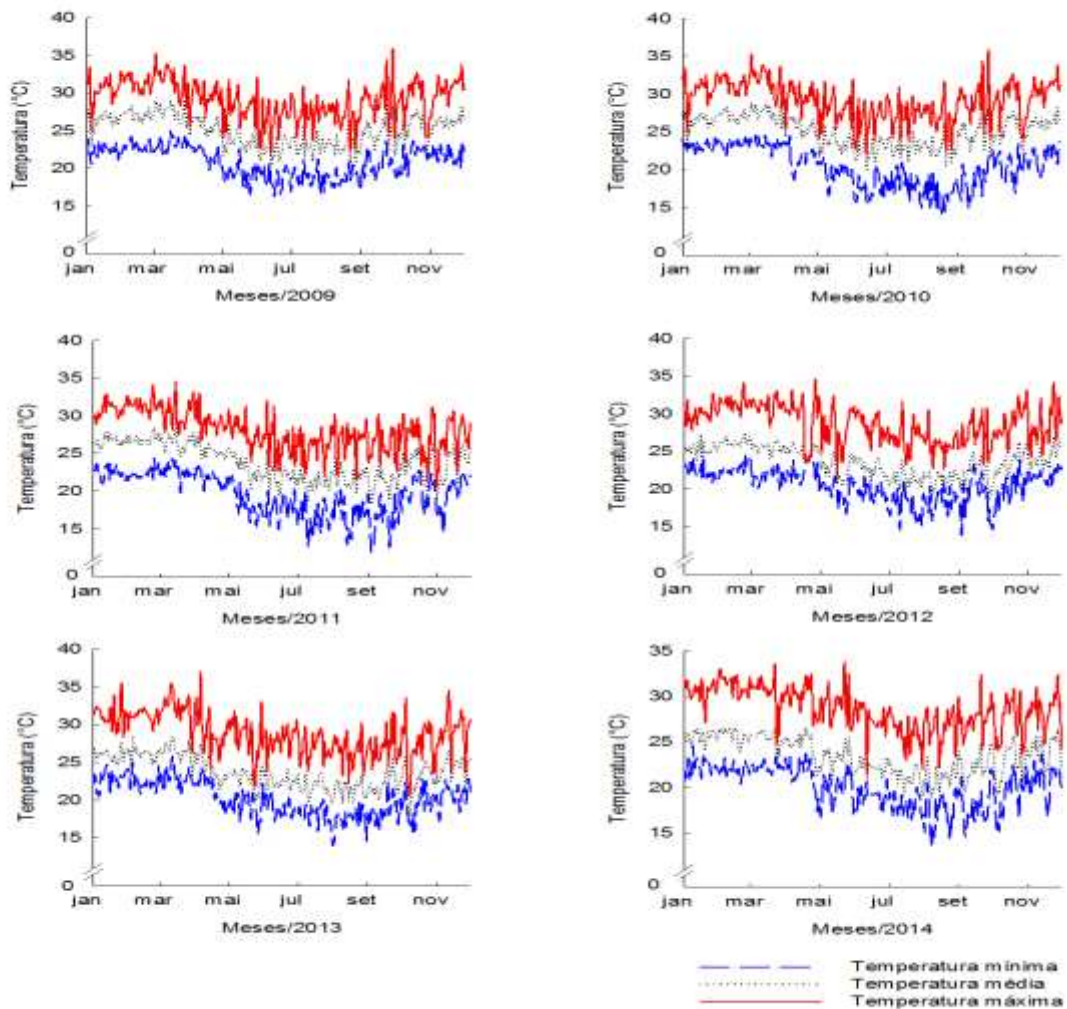 40
35
30
25
20
15
0
Temperatura (°C)
jan mar mai jul set nov
Meses/2009
40
35
30
25
20
15
0
Temperatura (°C)
jan mar mai jul set nov
Meses/2010
40
35
30
25
20
15
0
Temperatura (°C)
jan mar mai jul set nov
Meses/2011
40
35
30
25
20
15
0
Temperatura (°C)
jan mar mai jul set nov
Meses/2012
40
35
30
25
20
15
0
Temperatura (°C)
jan mar mai jul set nov
Meses/2013
35
30
25
20
15
0
Temperatura (°C)
jan mar mai jul set nov
Meses/2014
Temperatura mínima
Temperatura média
Temperatura máxima